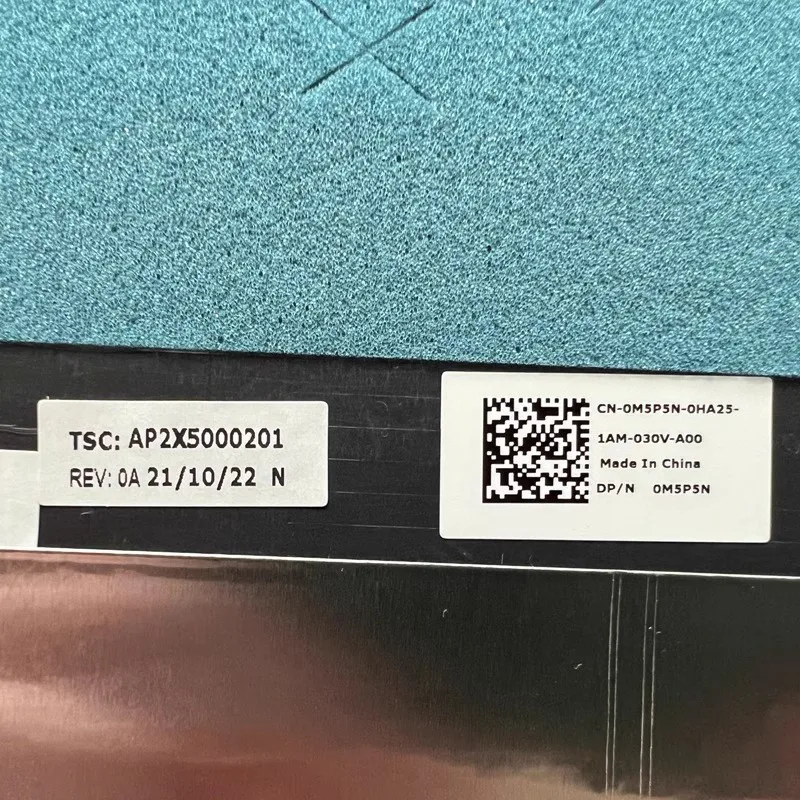 TSC: AP2X5000201
REV: 0A 21/10/22 N
CN-0M5P5N-0HA25-
1AM-030V-A00
Made In China
DP/N 0M5P5N